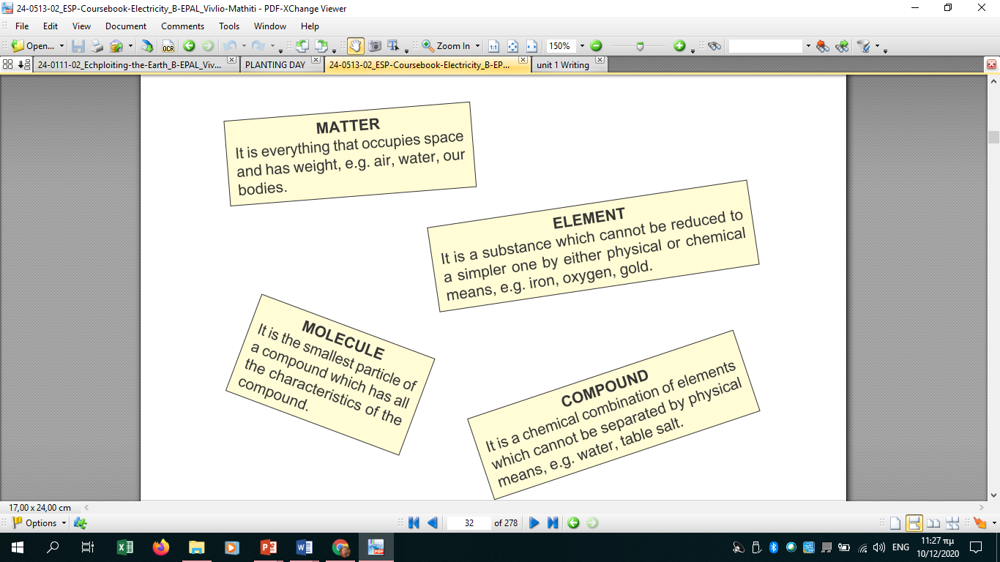 24-0513-02_ESP-Coursebook-Electricity_B-EPAL_Vivlio-Mathiti - PDF-XChange Viewer
File Edit View Document Comments Tools Window Help
Open... OCR Zoom In 1:1 150%
24-0111-02_Echploiting-the-Earth_B-EPAL_Viv... PLANTING DAY 24-0513-02_ESP-Coursebook-Electricity_B-EP... unit 1 Writing
MATTER
It is everything that occupies space
and has weight, e.g. air, water, our
bodies.
ELEMENT
It is a substance which cannot be reduced to
a simpler one by either physical or chemical
means, e.g. iron, oxygen, gold.
MOLECULE
It is the smallest particle of
a compound which has all
the characteristics of the
compound.
COMPOUND
It is a chemical combination of elements
which cannot be separated by physical
means, e.g. water, table salt.
17,00 x 24,00 cm
Options 32 of 278
ENG 11:27 πμ
10/12/2020